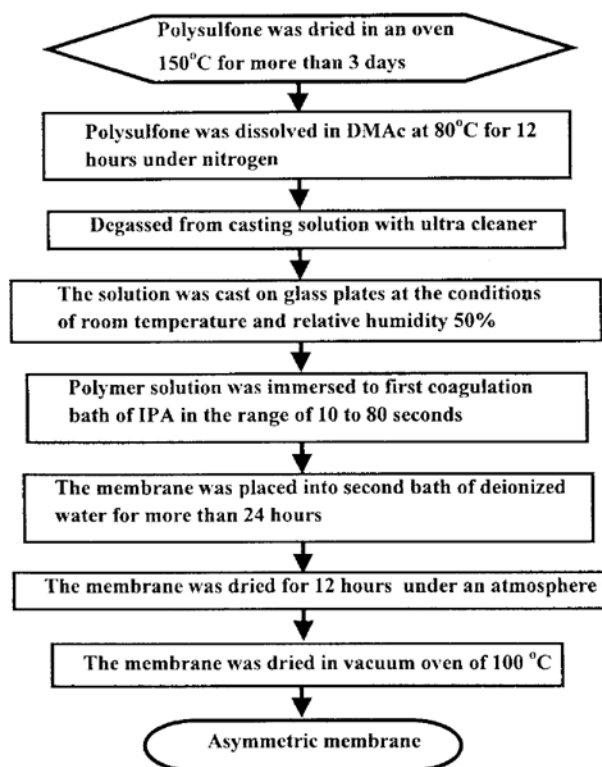 Polysulfone was dried in an oven
150°C for more than 3 days
Polysulfone was dissolved in DMAc at 80°C for 12
hours under nitrogen
Degassed from casting solution with ultra cleaner
The solution was cast on glass plates at the conditions
of room temperature and relative humidity 50%
Polymer solution was immersed to first coagulation
bath of IPA in the range of 10 to 80 seconds
The membrane was placed into second bath of deionized
water for more than 24 hours
The membrane was dried for 12 hours under an atmosphere
The membrane was dried in vacuum oven of 100 °C
Asymmetric membrane